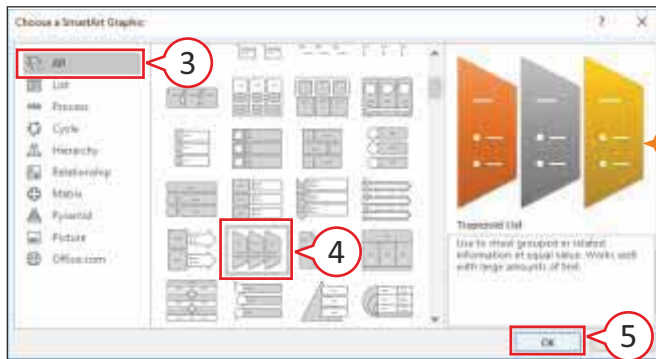 Choose a SmartArt Graphic
? ×
All
3
List
Process
Cycle
Hierarchy
Relationship
Matrix
Pyramid
Picture
Office.com
4
Trapezoid List
Use to show grouped or related
information of equal value. Works well
with large amounts of text.
OK
5